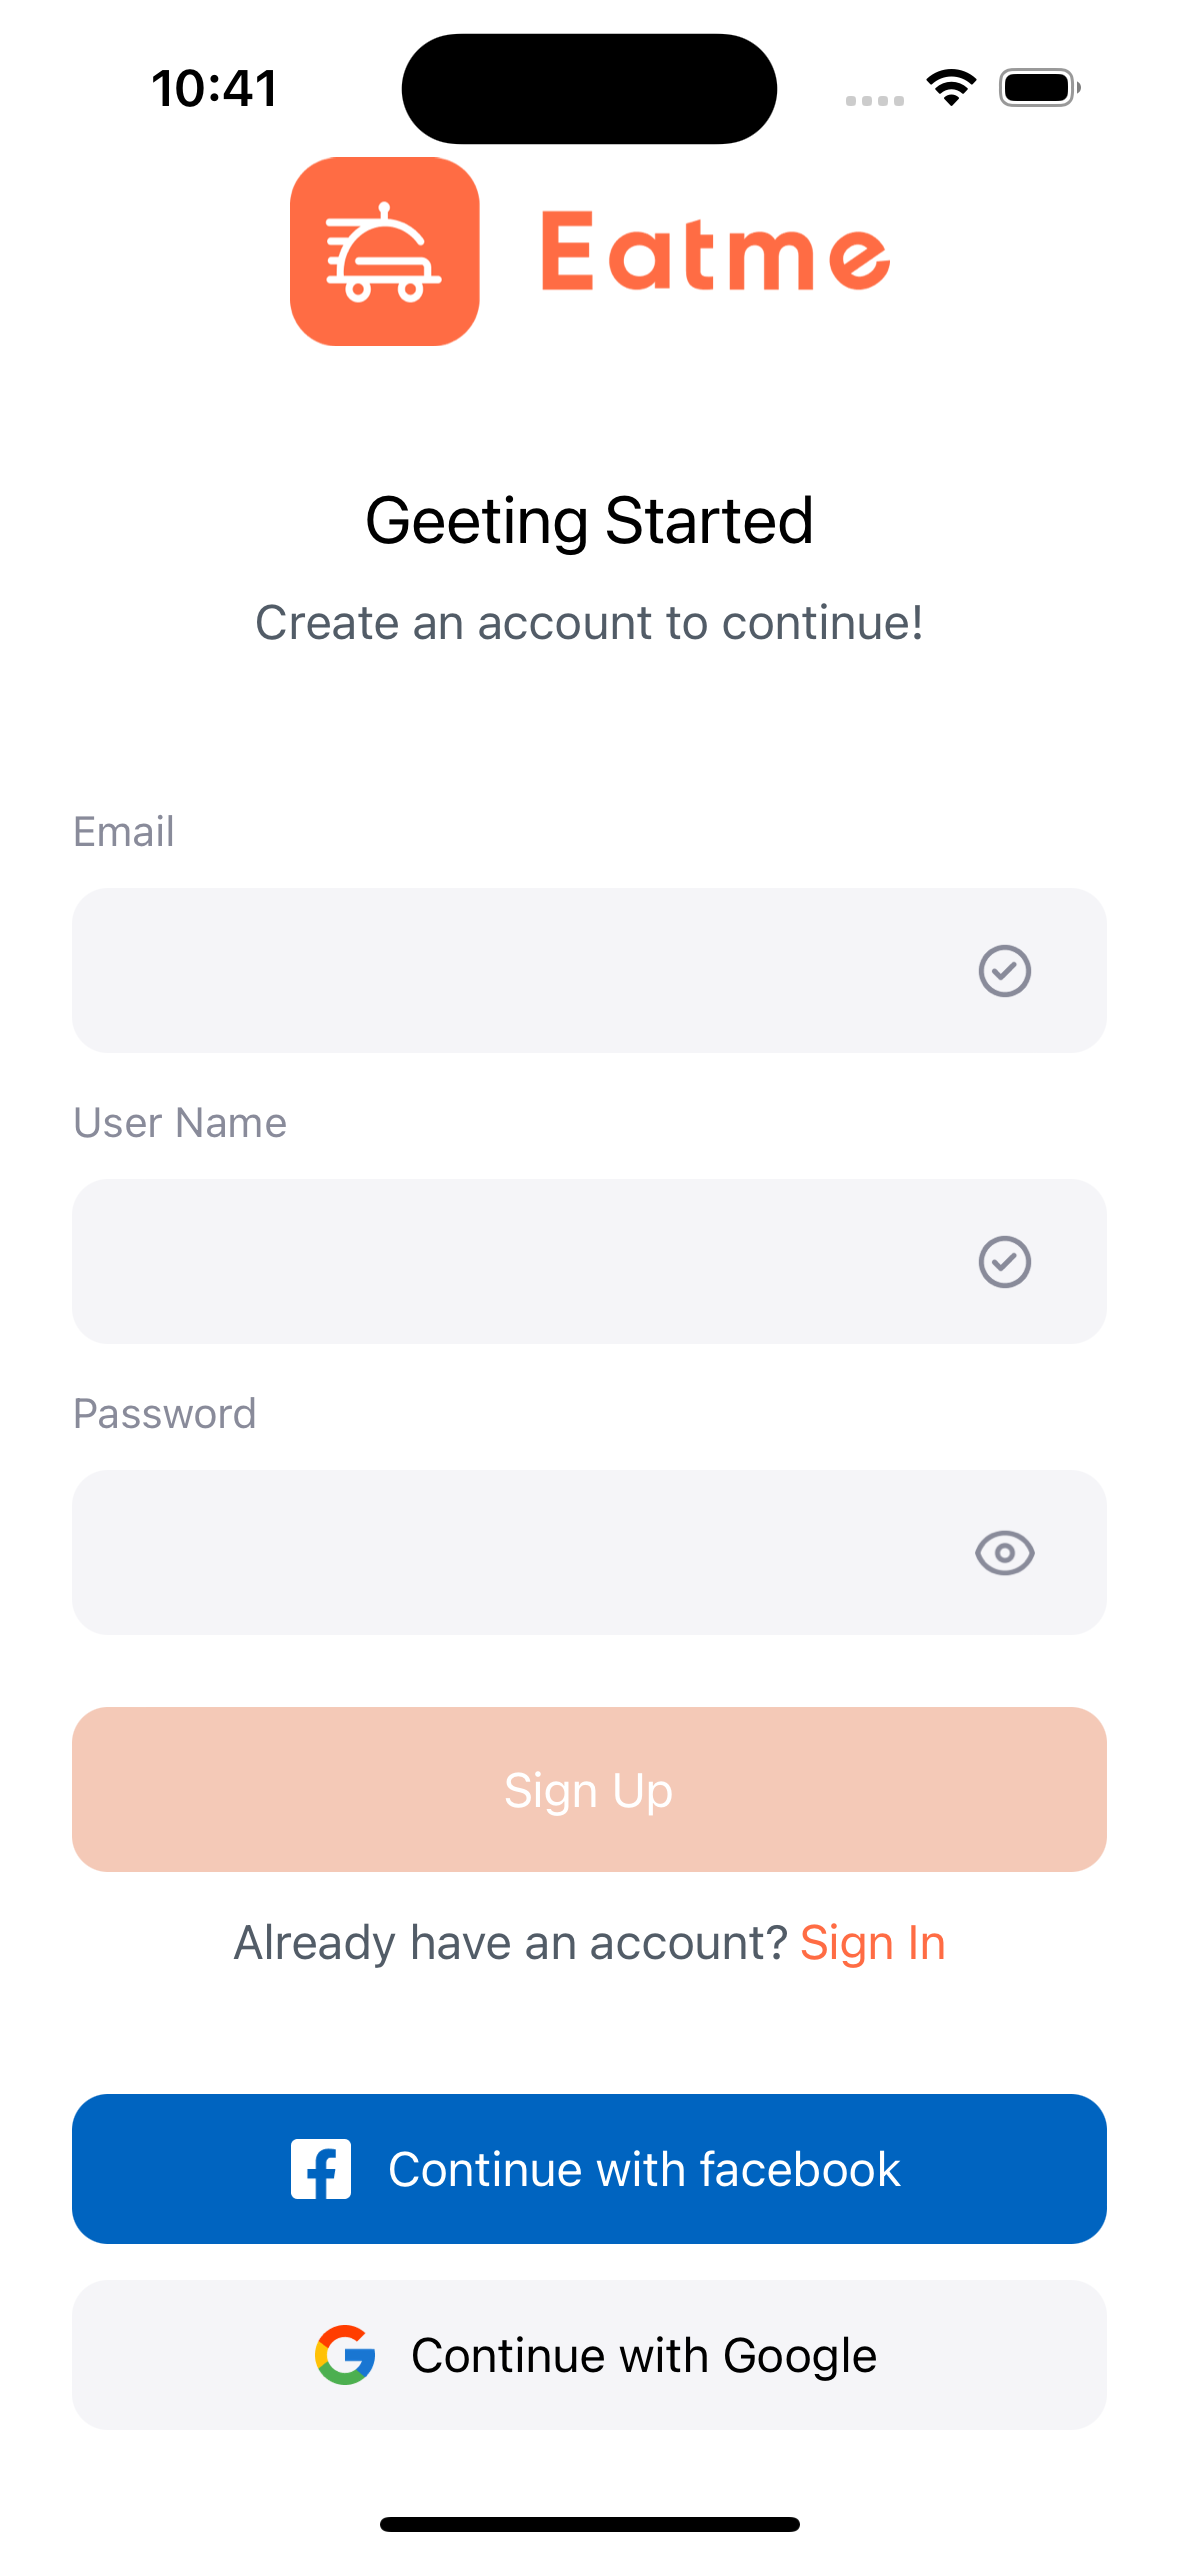 10:41
Eatme
Geeting Started
Create an account to continue!
Email
User Name
Password
Sign Up
Already have an account? Sign In
Continue with facebook
Continue with Google